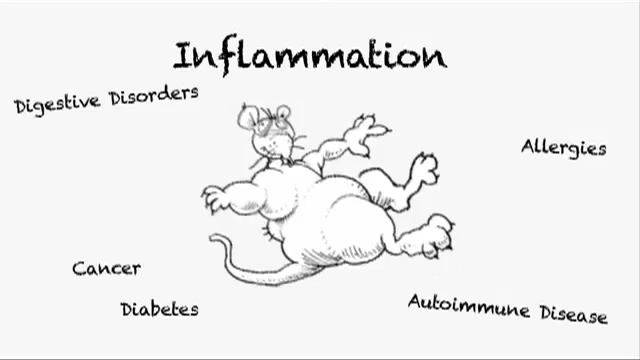 Inflammation
Digestive Disorders
Allergies
Cancer
Diabetes
Autoimmune Disease